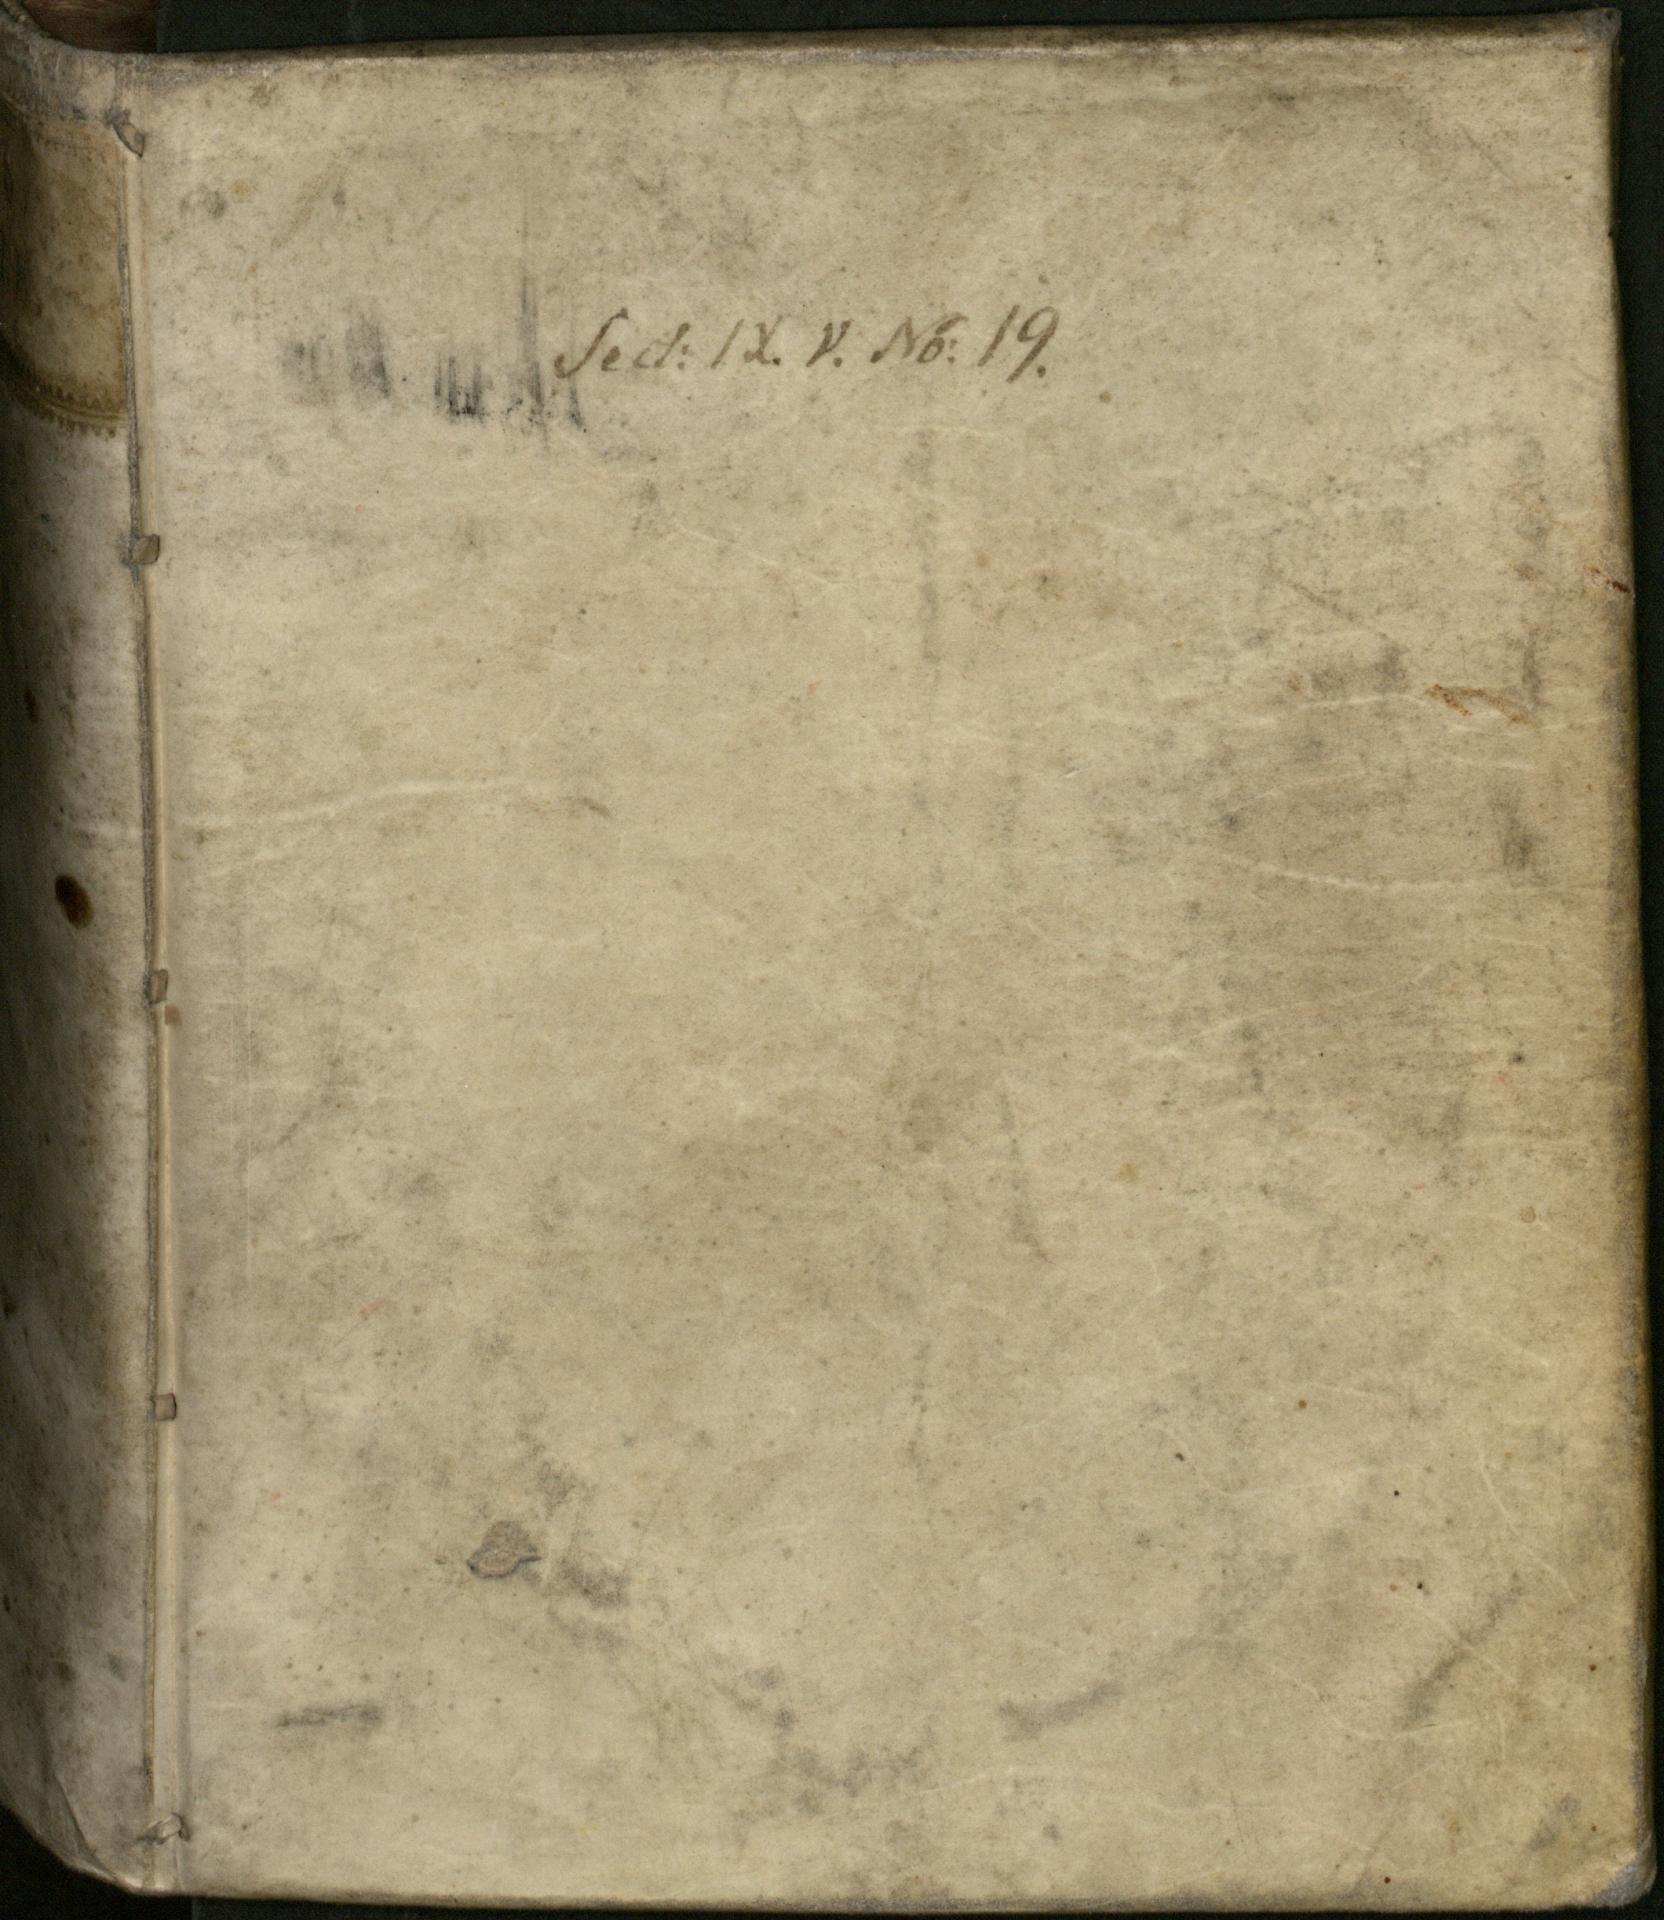 Sect: IX. V. No: 19.